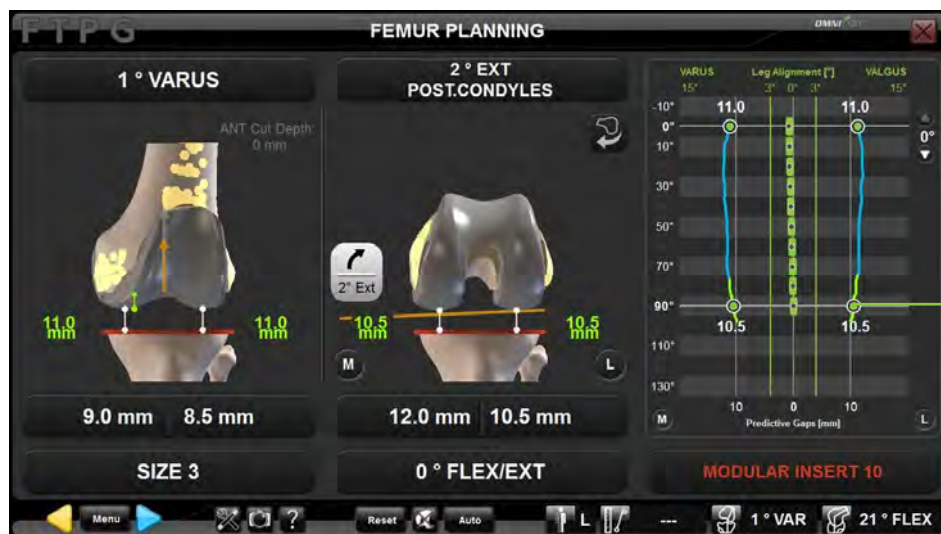 FTPG
FEMUR PLANNING
OMNI
1 ° VARUS
2 ° EXT
POST.CONDYLES
ANT Cut Depth:
0 mm
2° Ext
11.0
mm
11.0
mm
10.5
mm
10.5
mm
M
L
9.0 mm 8.5 mm
12.0 mm 10.5 mm
SIZE 3
0 ° FLEX/EXT
VARUS Leg Alignment [°] VALGUS
15° 3° 0° 3° 15°
-10° 11.0 11.0
0° 0°
10°
30°
50°
70°
90°
10.5 10.5
110°
130°
10 0 10
M Predictive Gaps [mm] L
MODULAR INSERT 10
Menu ? Reset Auto L --- 1 ° VAR 21 ° FLEX